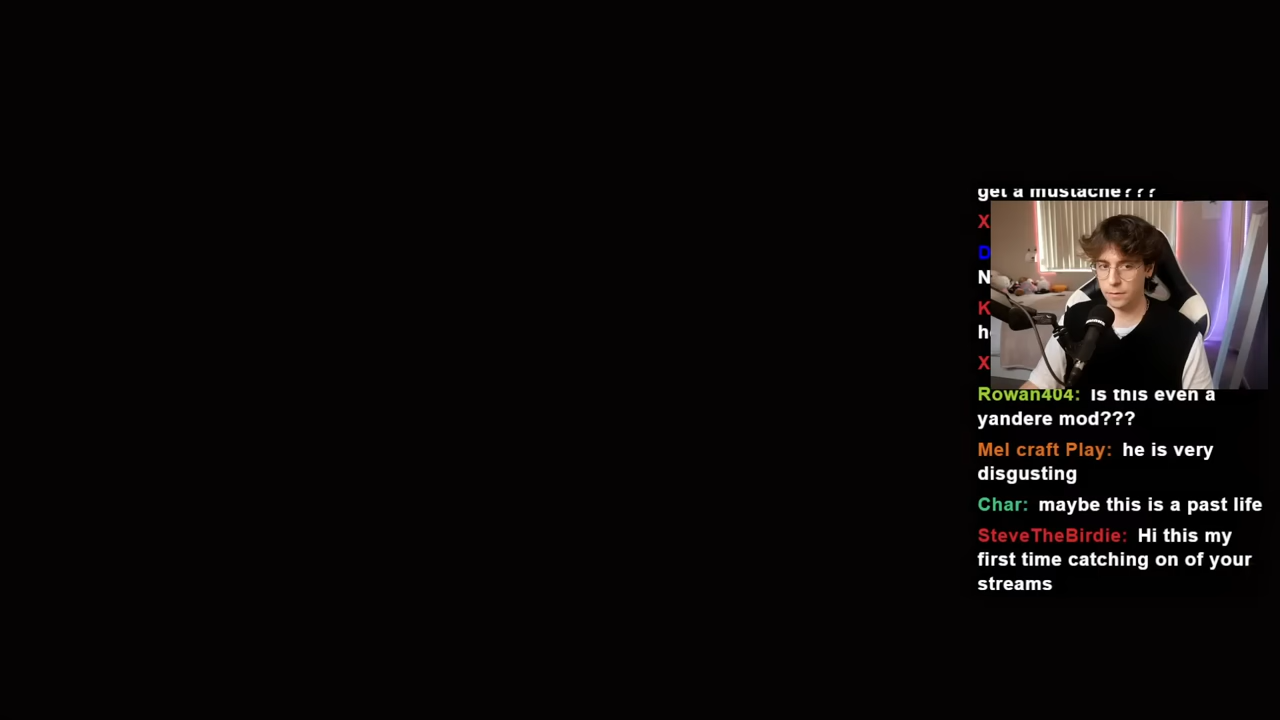 get a mustache???
X
D
N
K
h
X
Rowan404: Is this even a
yandere mod???
Mel craft Play: he is very
disgusting
Char: maybe this is a past life
SteveTheBirdie: Hi this my
first time catching on of your
streams